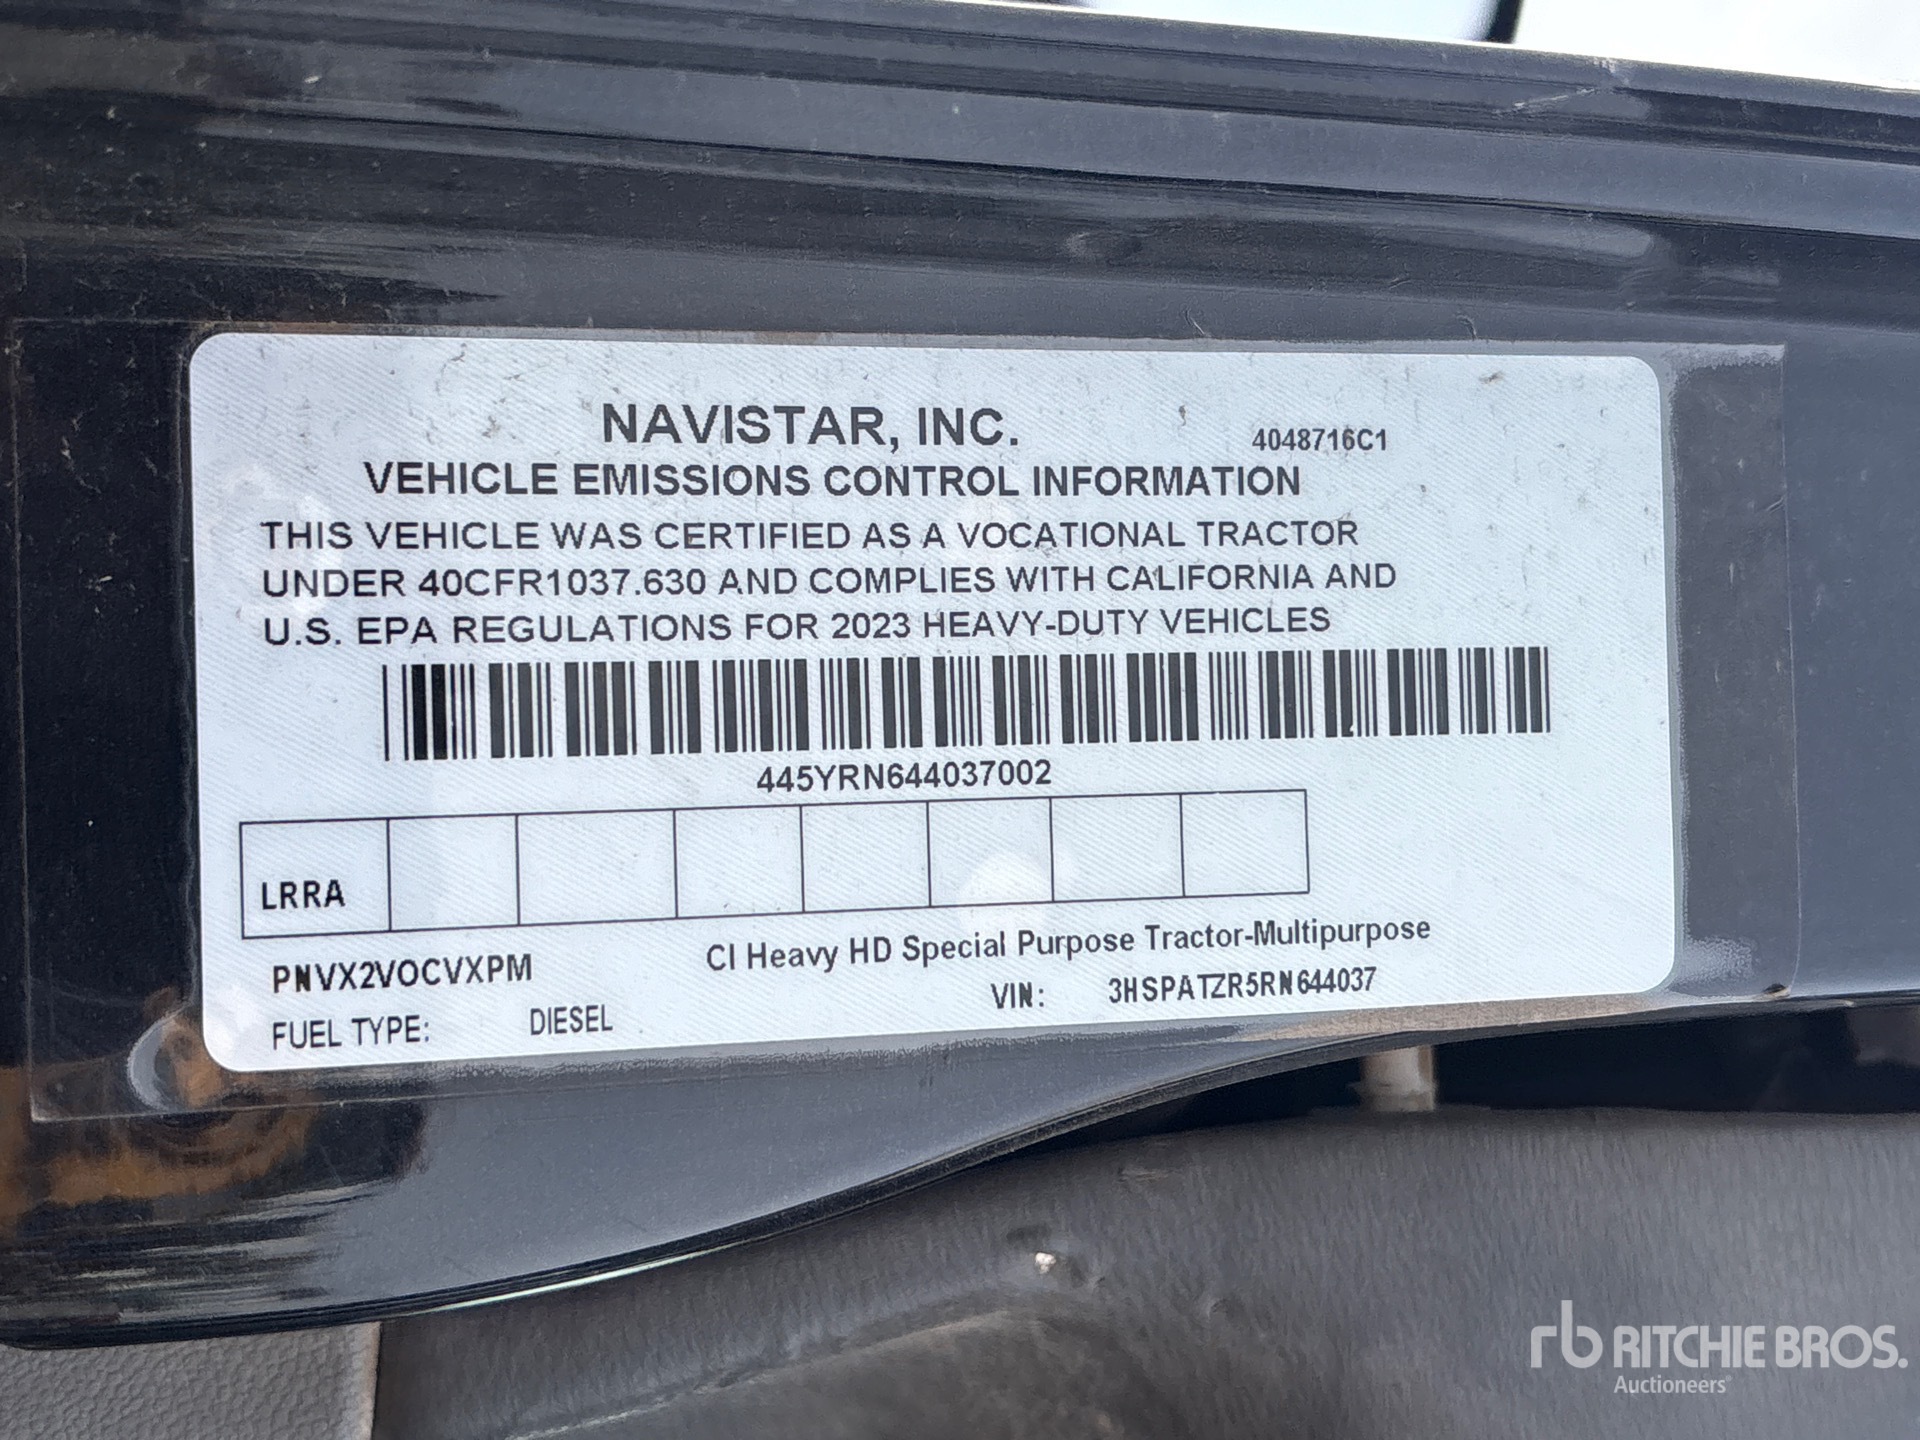 NAVISTAR, INC.
4048716C1
VEHICLE EMISSIONS CONTROL INFORMATION
THIS VEHICLE WAS CERTIFIED AS A VOCATIONAL TRACTOR
UNDER 40CFR1037.630 AND COMPLIES WITH CALIFORNIA AND
U.S. EPA REGULATIONS FOR 2023 HEAVY-DUTY VEHICLES
445YRN644037002
LRRA
PNVX2VOCVXPM
CI Heavy HD Special Purpose Tractor-Multipurpose
VIN: 3HSPATZR5RN644037
FUEL TYPE: DIESEL
rb RITCHIE BROS.
Auctioneers